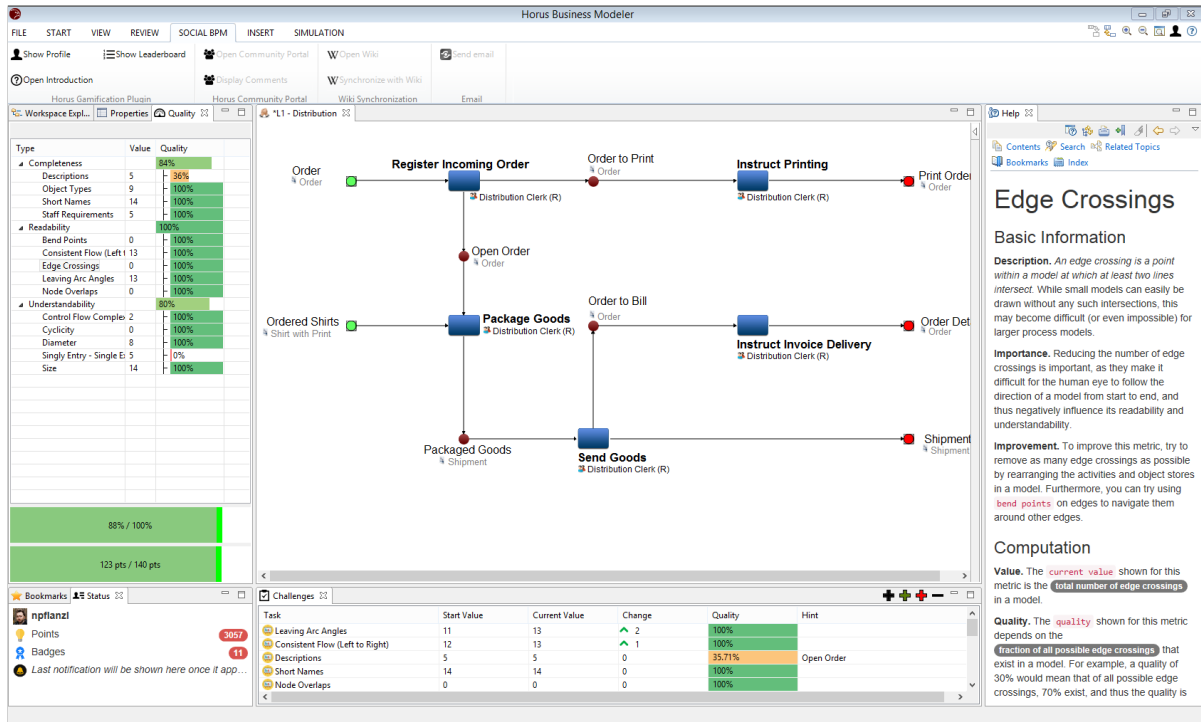 Horus Business Modeler
FILE START VIEW REVIEW SOCIAL BPM INSERT SIMULATION
Show Profile Show Leaderboard Open Community Portal Open Wiki Send email
Open Introduction Display Comments Synchronize with Wiki
Horus Gamification Plugin Horus Community Portal Wiki Synchronization Email
Workspace Expl... Properties Quality
Type Value Quality
Completeness 84%
Descriptions 5 36%
Object Types 9 100%
Short Names 14 100%
Staff Requirements 5 100%
Readability 100%
Bend Points 0 100%
Consistent Flow (Left t 13 100%
Edge Crossings 0 100%
Leaving Arc Angles 13 100%
Node Overlaps 0 100%
Understandability 80%
Control Flow Complex 2 100%
Cyclicity 0 100%
Diameter 8 100%
Singly Entry - Single Ex 5 0%
Size 14 100%
88% / 100%
123 pts / 140 pts
*L1 - Distribution
Order
Order
Register Incoming Order
Distribution Clerk (R)
Order to Print
Order
Instruct Printing
Distribution Clerk (R)
Print Order
Order
Open Order
Order
Ordered Shirts
Shirt with Print
Package Goods
Distribution Clerk (R)
Order to Bill
Order
Instruct Invoice Delivery
Distribution Clerk (R)
Order Det
Order
Packaged Goods
Shipment
Send Goods
Distribution Clerk (R)
Shipment
Shipment
Help
Contents Search Related Topics
Bookmarks Index
Edge Crossings
Basic Information
Description. An edge crossing is a point
within a model at which at least two lines
intersect. While small models can easily be
drawn without any such intersections, this
may become difficult (or even impossible) for
larger process models.
Importance. Reducing the number of edge
crossings is important, as they make it
difficult for the human eye to follow the
direction of a model from start to end, and
thus negatively influence its readability and
understandability.
Improvement. To improve this metric, try to
remove as many edge crossings as possible
by rearranging the activities and object stores
in a model. Furthermore, you can try using
bend points on edges to navigate them
around other edges.
Computation
Value. The current value shown for this
metric is the total number of edge crossings
in a model.
Quality. The quality shown for this metric
depends on the
fraction of all possible edge crossings that
exist in a model. For example, a quality of
30% would mean that of all possible edge
crossings, 70% exist, and thus the quality is
Bookmarks Status
npflanzl
Points 3057
Badges 11
Last notification will be shown here once it app...
Challenges
Task Start Value Current Value Change Quality Hint
Leaving Arc Angles 11 13 2 100%
Consistent Flow (Left to Right) 12 13 1 100%
Descriptions 5 5 0 35.71% Open Order
Short Names 14 14 0 100%
Node Overlaps 0 0 0 100%